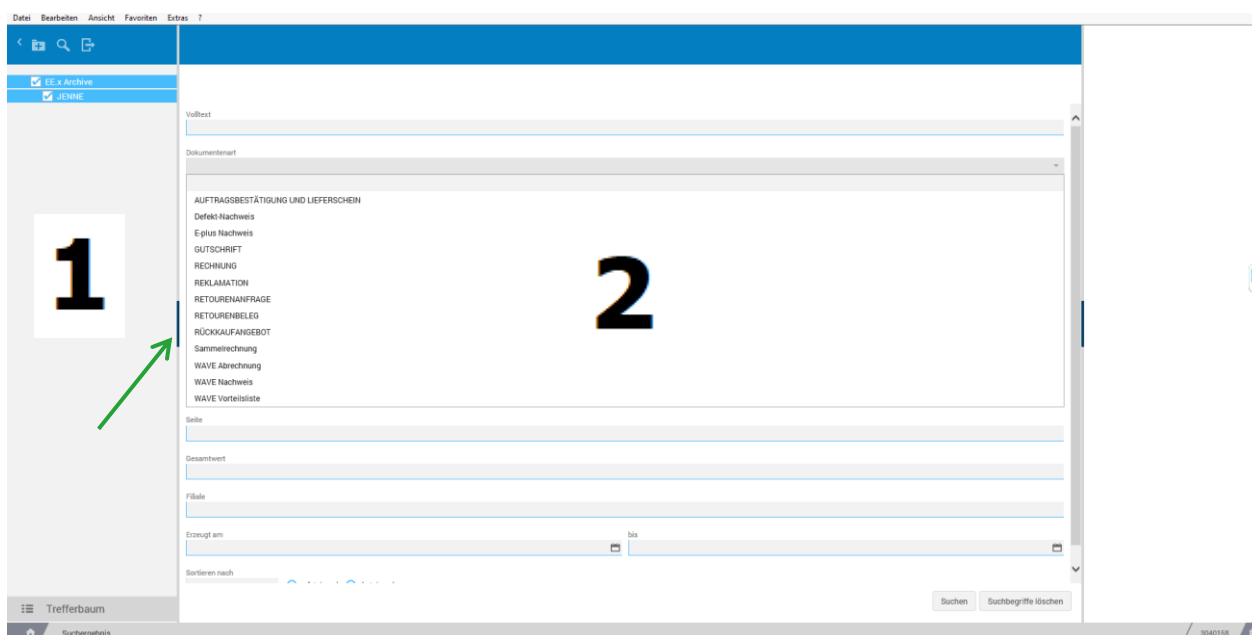 Datei Bearbeiten Ansicht Favoriten Extras ?
EE.x Archive
JENNE
Volltext
Dokumentenart
AUFTRAGSBESTÄTIGUNG UND LIEFERSCHEIN
Defekt-Nachweis
E-plus Nachweis
GUTSCHRIFT
RECHNUNG
REKLAMATION
RETOURENANFRAGE
RETOURENBELEG
RÜCKKAUFANGEBOT
Sammelrechnung
WAVE Abrechnung
WAVE Nachweis
WAVE Vorteilsliste
1
2
Seite
Gesamtwert
Filiale
Erzeugt am bis
Sortieren nach
Suchen Suchbegriffe löschen
Trefferbaum
Suchergebnis 3040158